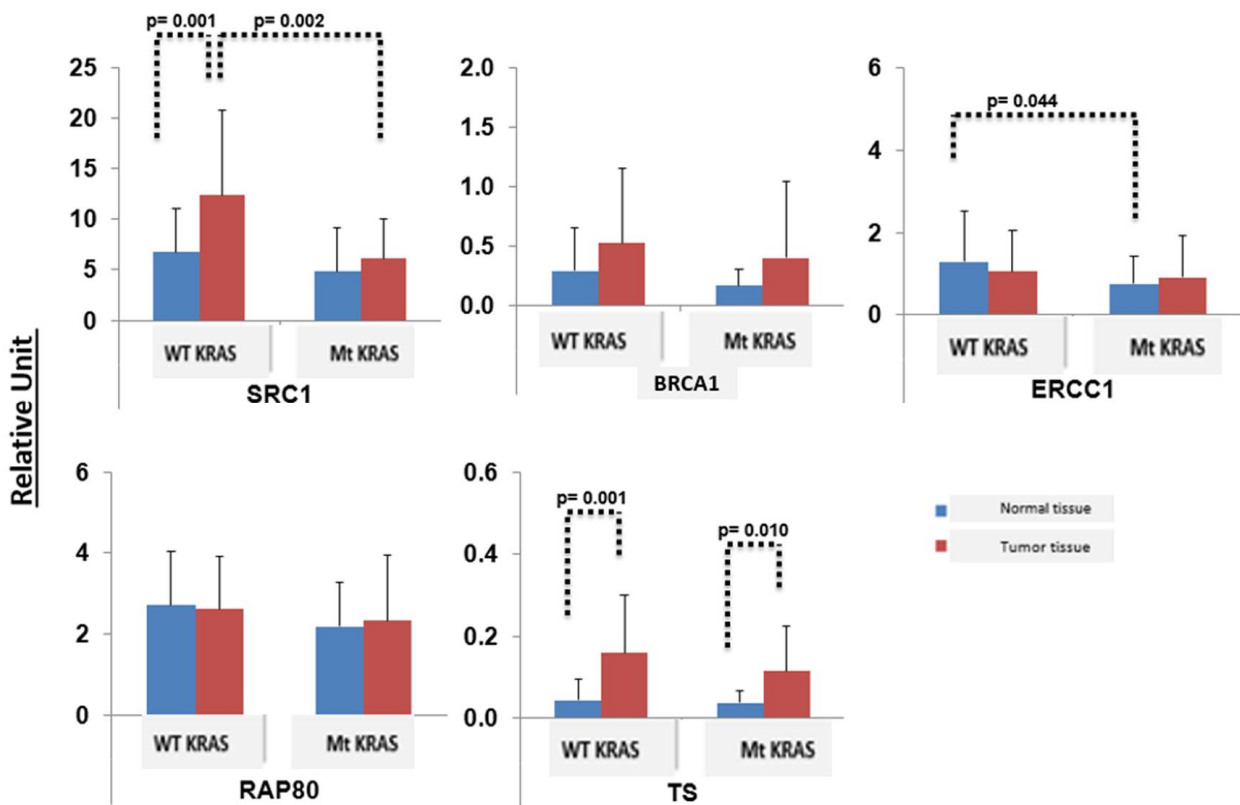 Relative Unit
p= 0.001 p= 0.002
25
20
15
10
5
0
WT KRAS Mt KRAS
SRC1
2.0
1.5
1.0
0.5
0.0
WT KRAS Mt KRAS
BRCA1
p= 0.044
6
4
2
0
WT KRAS Mt KRAS
ERCC1
6
4
2
0
WT KRAS Mt KRAS
RAP80
p= 0.001
p= 0.010
0.6
0.4
0.2
0.0
WT KRAS Mt KRAS
TS
Normal tissue
Tumor tissue